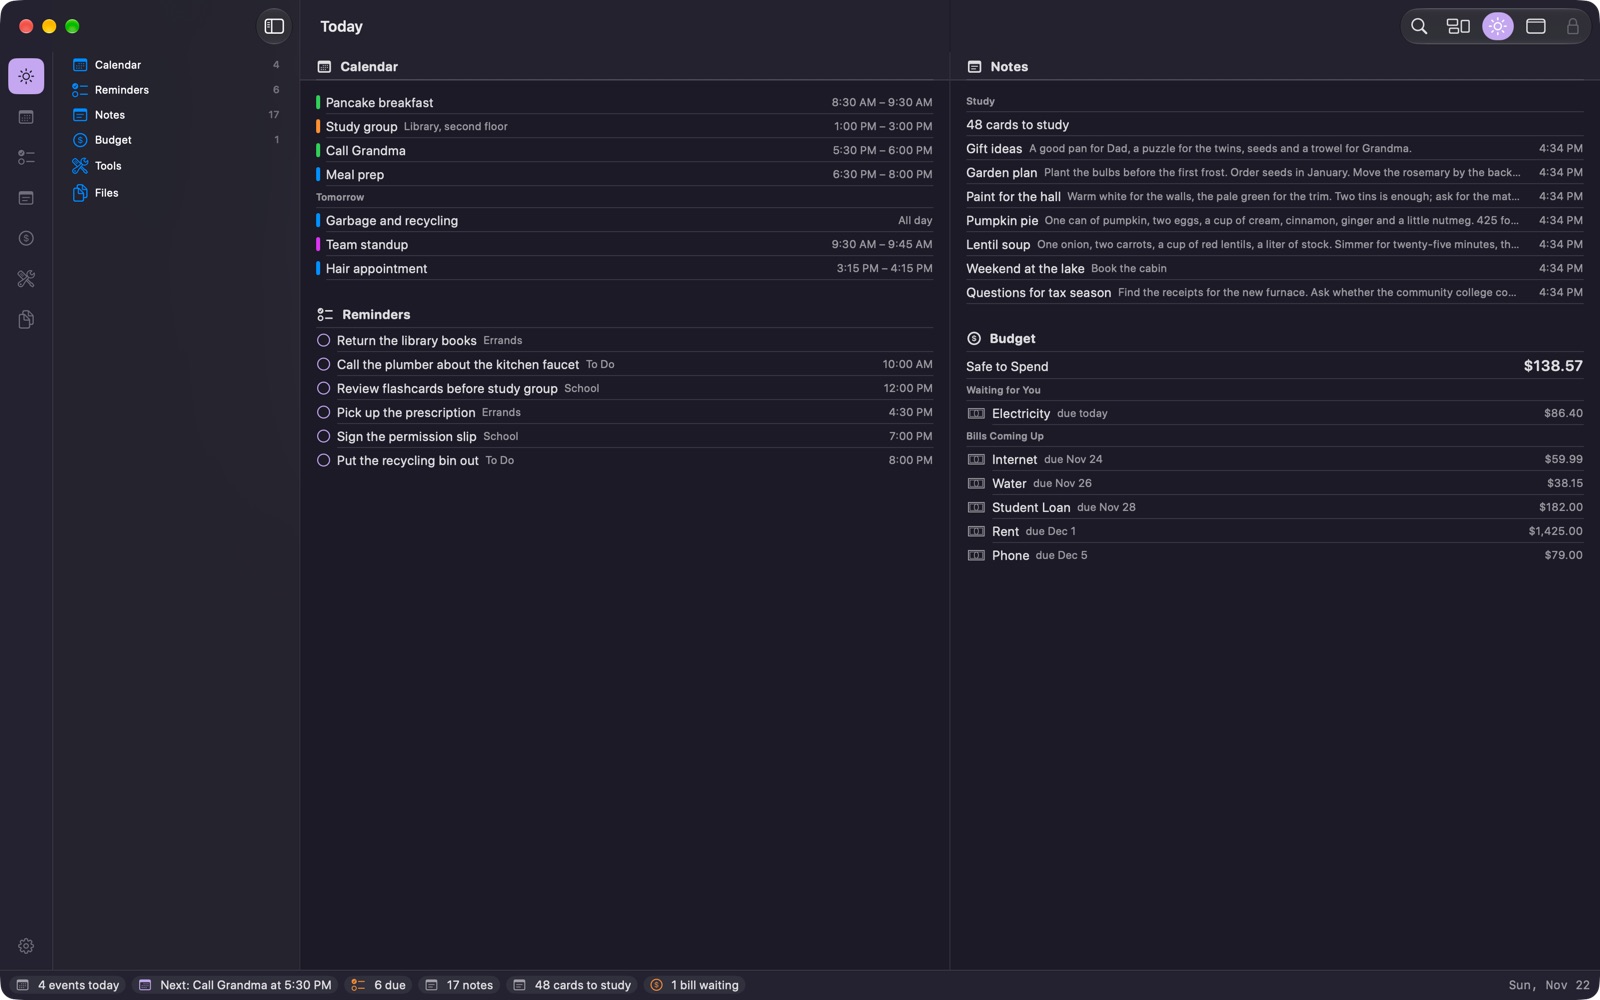 Today
Calendar 4
Reminders 6
Notes 17
Budget 1
Tools
Files
Calendar
Pancake breakfast 8:30 AM – 9:30 AM
Study group Library, second floor 1:00 PM – 3:00 PM
Call Grandma 5:30 PM – 6:00 PM
Meal prep 6:30 PM – 8:00 PM
Tomorrow
Garbage and recycling All day
Team standup 9:30 AM – 9:45 AM
Hair appointment 3:15 PM – 4:15 PM
Reminders
Return the library books Errands
Call the plumber about the kitchen faucet To Do 10:00 AM
Review flashcards before study group School 12:00 PM
Pick up the prescription Errands 4:30 PM
Sign the permission slip School 7:00 PM
Put the recycling bin out To Do 8:00 PM
Notes
Study
48 cards to study
Gift ideas A good pan for Dad, a puzzle for the twins, seeds and a trowel for Grandma. 4:34 PM
Garden plan Plant the bulbs before the first frost. Order seeds in January. Move the rosemary by the back... 4:34 PM
Paint for the hall Warm white for the walls, the pale green for the trim. Two tins is enough; ask for the mat... 4:34 PM
Pumpkin pie One can of pumpkin, two eggs, a cup of cream, cinnamon, ginger and a little nutmeg. 425 fo... 4:34 PM
Lentil soup One onion, two carrots, a cup of red lentils, a liter of stock. Simmer for twenty-five minutes, th... 4:34 PM
Weekend at the lake Book the cabin 4:34 PM
Questions for tax season Find the receipts for the new furnace. Ask whether the community college co... 4:34 PM
Budget
Safe to Spend $138.57
Waiting for You
Electricity due today $86.40
Bills Coming Up
Internet due Nov 24 $59.99
Water due Nov 26 $38.15
Student Loan due Nov 28 $182.00
Rent due Dec 1 $1,425.00
Phone due Dec 5 $79.00
4 events today Next: Call Grandma at 5:30 PM 6 due 17 notes 48 cards to study 1 bill waiting Sun, Nov 22